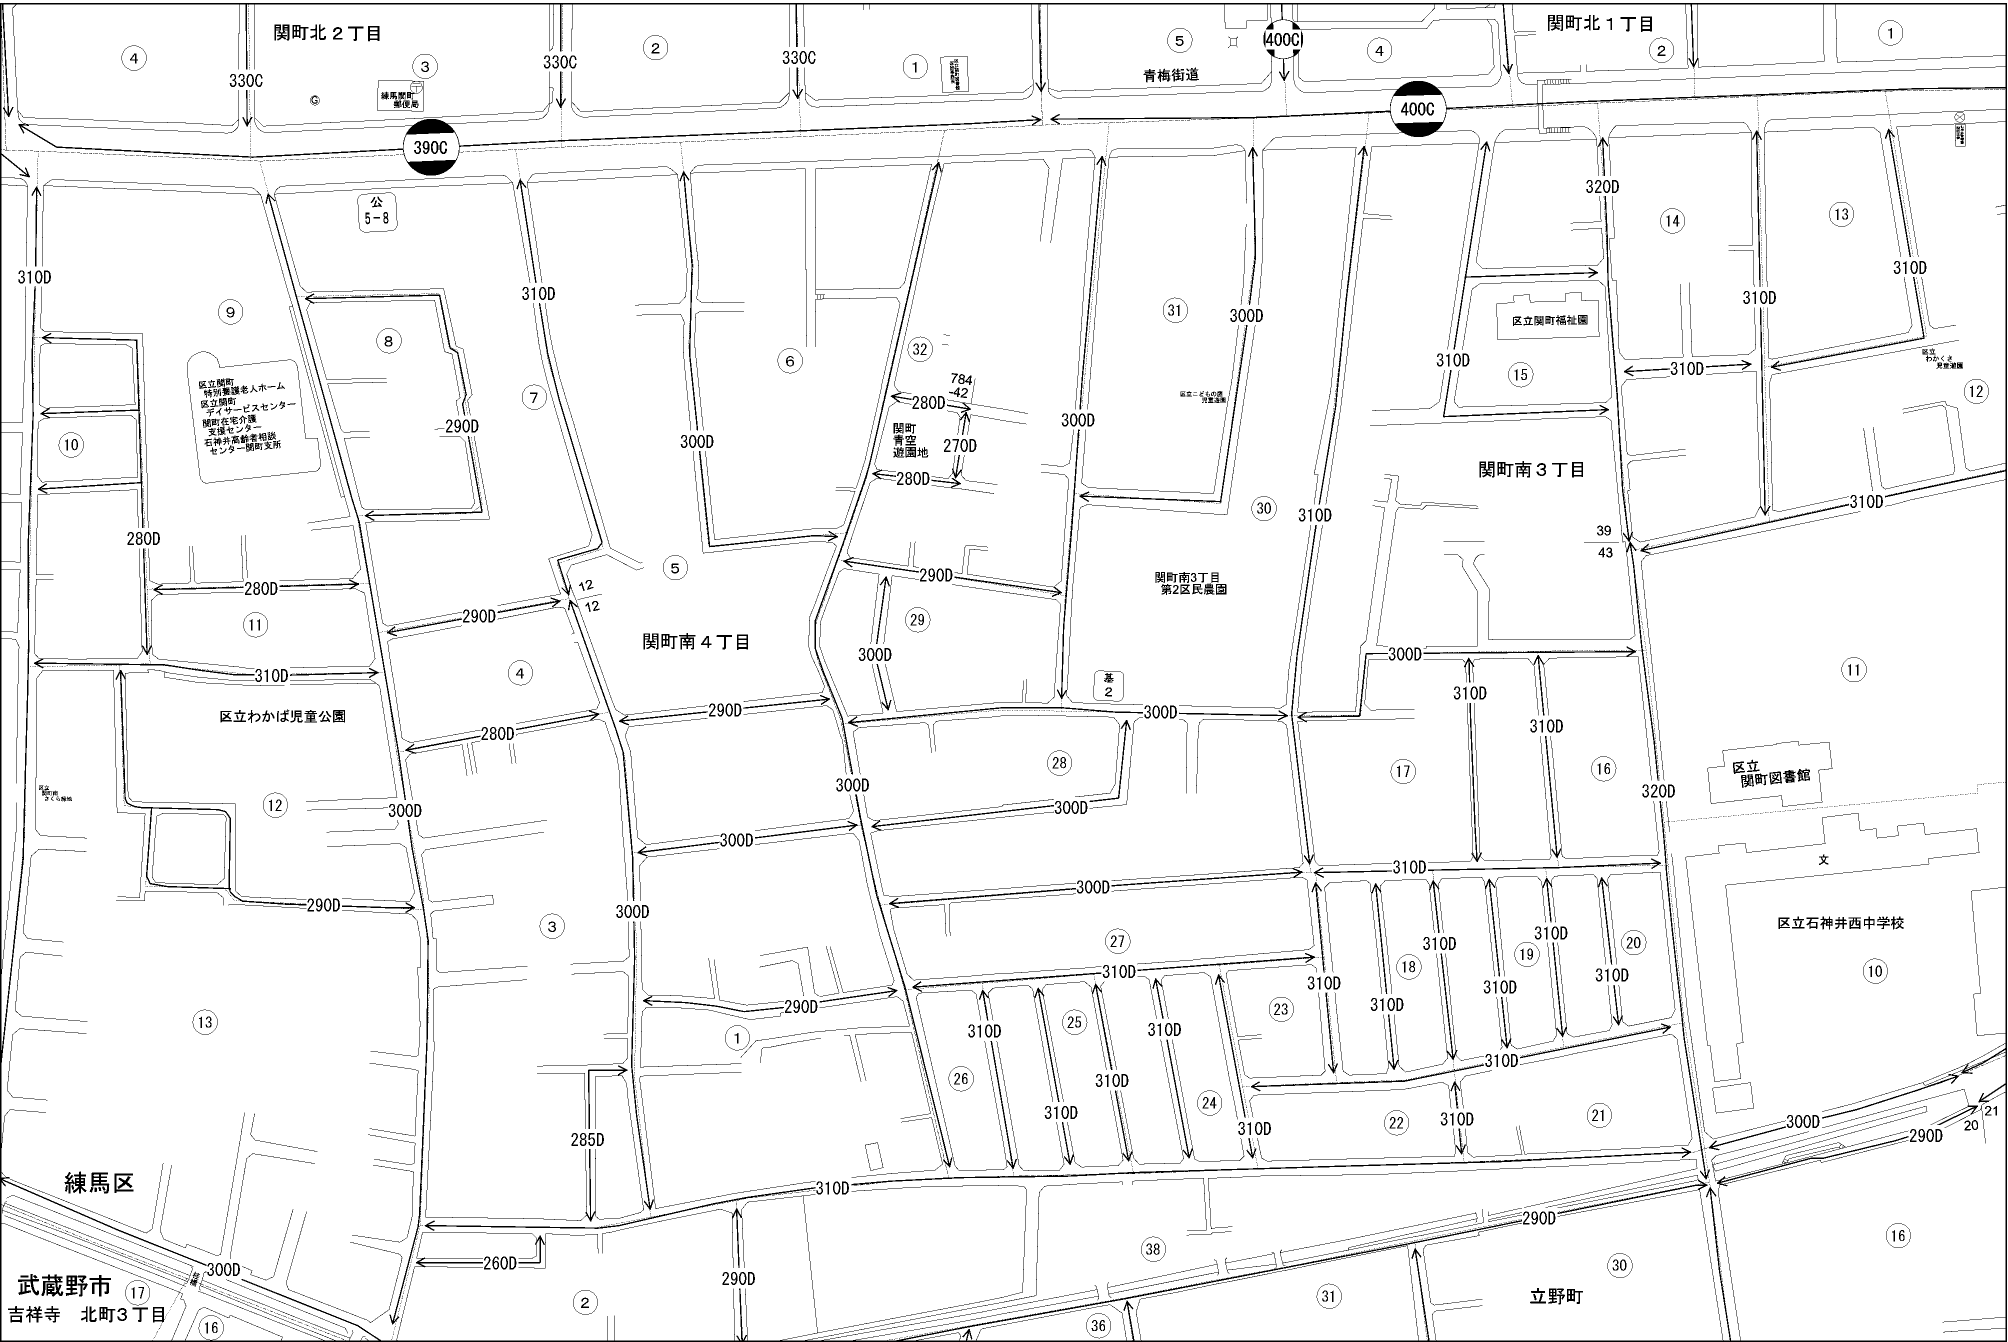 関町北２丁目
関町北１丁目
4
3
2
1
5
4
2
1
330C
330C
330C
400C
青梅街道
練馬関町
郵便局
400C
390C
公
5-8
320D
14
13
310D
310D
310D
310D
300D
31
9
8
7
6
32
区立関町福祉園
15
310D
310D
区立
わかくさ
児童遊園
12
区立関町
特別養護老人ホーム
区立関町
デイサービスセンター
関町在宅介護
支援センター
石神井高齢者相談
センター関町支所
784
-42
280D
関町
青空
遊園地
270D
280D
300D
290D
300D
10
関町南３丁目
30
310D
310D
39
43
280D
280D
5
290D
関町南3丁目
第2区民農園
12
12
290D
11
29
関町南４丁目
300D
300D
310D
4
290D
280D
基
2
300D
310D
310D
11
区立わかば児童公園
28
17
16
区立
関町図書館
320D
300D
300D
300D
300D
12
300D
310D
文
290D
300D
3
27
310D
18
310D
310D
19
310D
20
310D
310D
310D
310D
区立石神井西中学校
10
13
290D
1
310D
25
310D
23
310D
26
310D
310D
24
310D
22
310D
21
300D
290D
21
20
285D
練馬区
310D
290D
300D
260D
290D
38
武蔵野市
17
吉祥寺　北町３丁目
16
2
36
31
立野町
30
16